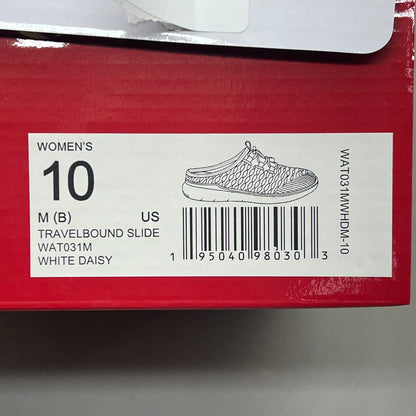 WOMEN'S
10
M (B) US
TRAVELBOUND SLIDE
WAT031M
WHITE DAISY
1 95040 98030 3
WAT031MWHDM-10